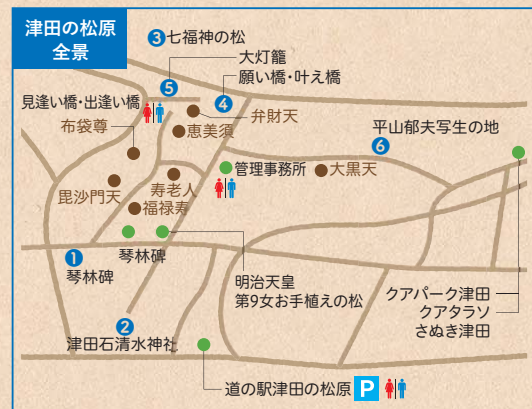 津田の松原
全景
3 七福神の松
大灯籠
5
願い橋・叶え橋
4
見逢い橋・出逢い橋
布袋尊
弁財天
恵美須
平山郁夫写生の地
6
管理事務所
大黒天
毘沙門天
寿老人
福禄寿
琴林碑
1
琴林碑
明治天皇
第9女お手植えの松
クアパーク津田
クアタラソ
さぬき津田
2
津田石清水神社
道の駅津田の松原 P